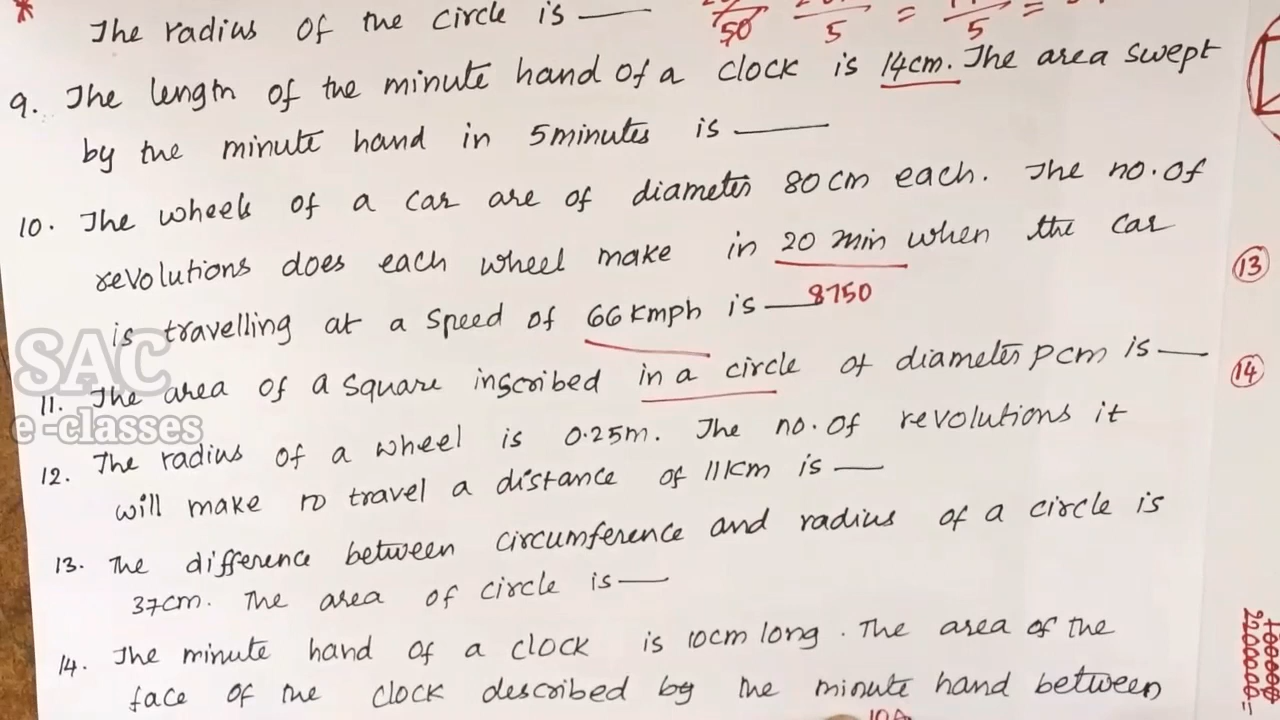 The radius of the circle is —
50 5 = 5 =
9. The length of the minute hand of a clock is 14cm. The area swept
by the minute hand in 5minutes is —
10. The wheels of a car are of diameter 80cm each. The no. of
revolutions does each wheel make in 20 min when the car
is travelling at a speed of 66 kmph is — 8750
11. The area of a square inscribed in a circle of diameter p cm is —
12. The radius of a wheel is 0.25m. The no. of revolutions it
will make to travel a distance of 11km is —
13. The difference between circumference and radius of a circle is
37cm. The area of circle is —
14. The minute hand of a clock is 10cm long. The area of the
face of the clock described by the minute hand between
13
14
SAC
e-classes